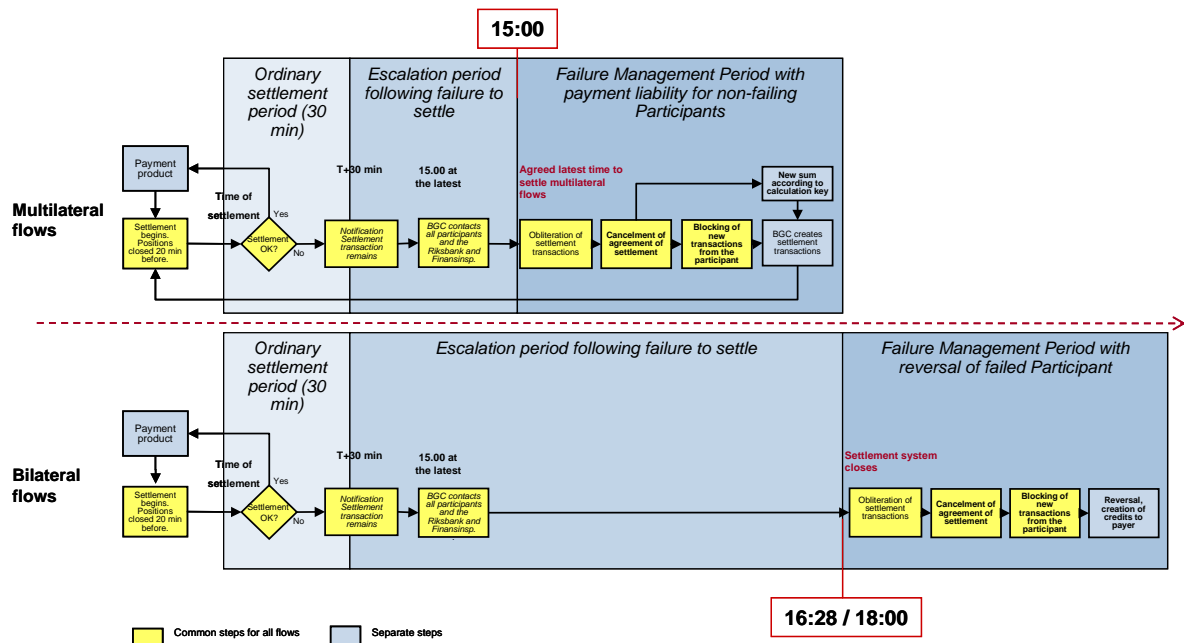 15:00
Ordinary
settlement
period (30
min)
Escalation period
following failure to
settle
Failure Management Period with
payment liability for non-failing
Participants
Multilateral
flows
Payment
product
Time of
settlement
Yes
T+30 min
15.00 at
the latest
Agreed latest time to
settle multilateral
flows
New sum
according to
calculation key
Settlement
begins.
Positions
closed 20 min
before.
Settlement
OK?
No
Notification
Settlement
transaction
remains
BGC contacts
all participants
and the
Riksbank and
Finansinsp.
Obliteration of
settlement
transactions
Cancelment of
agreement of
settlement
Blocking of
new
transactions
from the
participant
BGC creates
settlement
transactions
Ordinary
settlement
period (30
min)
Escalation period following failure to settle
Failure Management Period with
reversal of failed Participant
Bilateral
flows
Payment
product
Time of
settlement
Yes
T+30 min
15.00 at
the latest
Settlement system
closes
Settlement
begins.
Positions
closed 20 min
before.
Settlement
OK?
No
Notification
Settlement
transaction
remains
BGC contacts
all participants
and the
Riksbank and
Finansinsp.
.
Obliteration of
settlement
transactions
Cancelment of
agreement of
settlement
Blocking of
new
transactions
from the
participant
Reversal,
creation of
credits to
payer
16:28 / 18:00
Common steps for all flows
Separate steps